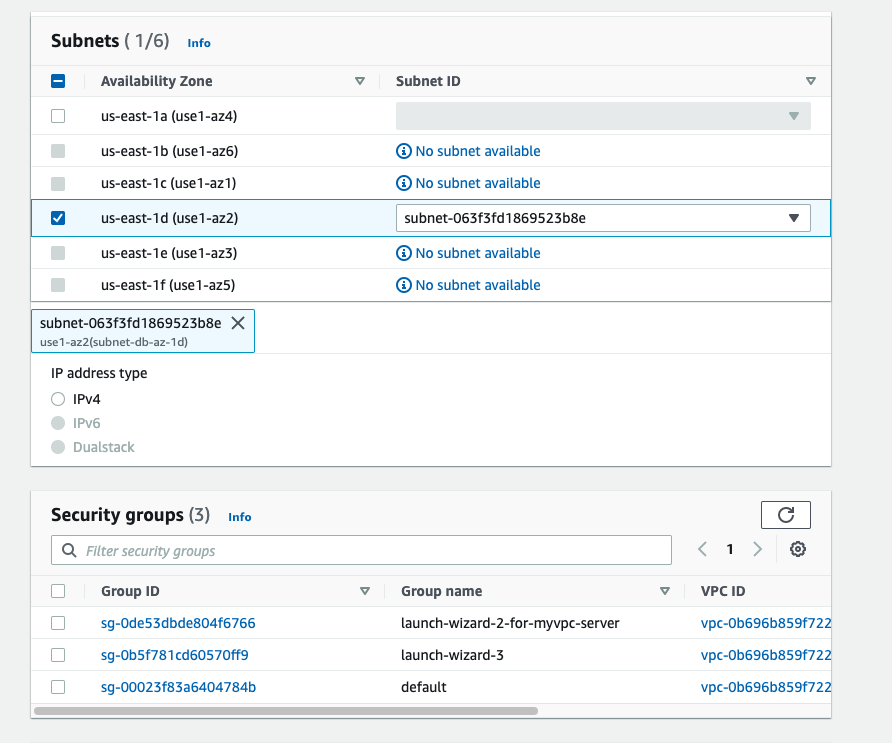 Subnets ( 1/6) Info
Availability Zone Subnet ID
us-east-1a (use1-az4)
us-east-1b (use1-az6) No subnet available
us-east-1c (use1-az1) No subnet available
us-east-1d (use1-az2) subnet-063f3fd1869523b8e
us-east-1e (use1-az3) No subnet available
us-east-1f (use1-az5) No subnet available
subnet-063f3fd1869523b8e
use1-az2(subnet-db-az-1d)
IP address type
IPv4
IPv6
Dualstack
Security groups (3) Info
Filter security groups 1
Group ID Group name VPC ID
sg-0de53dbde804f6766 launch-wizard-2-for-myvpc-server vpc-0b696b859f722
sg-0b5f781cd60570ff9 launch-wizard-3 vpc-0b696b859f722
sg-00023f83a6404784b default vpc-0b696b859f722